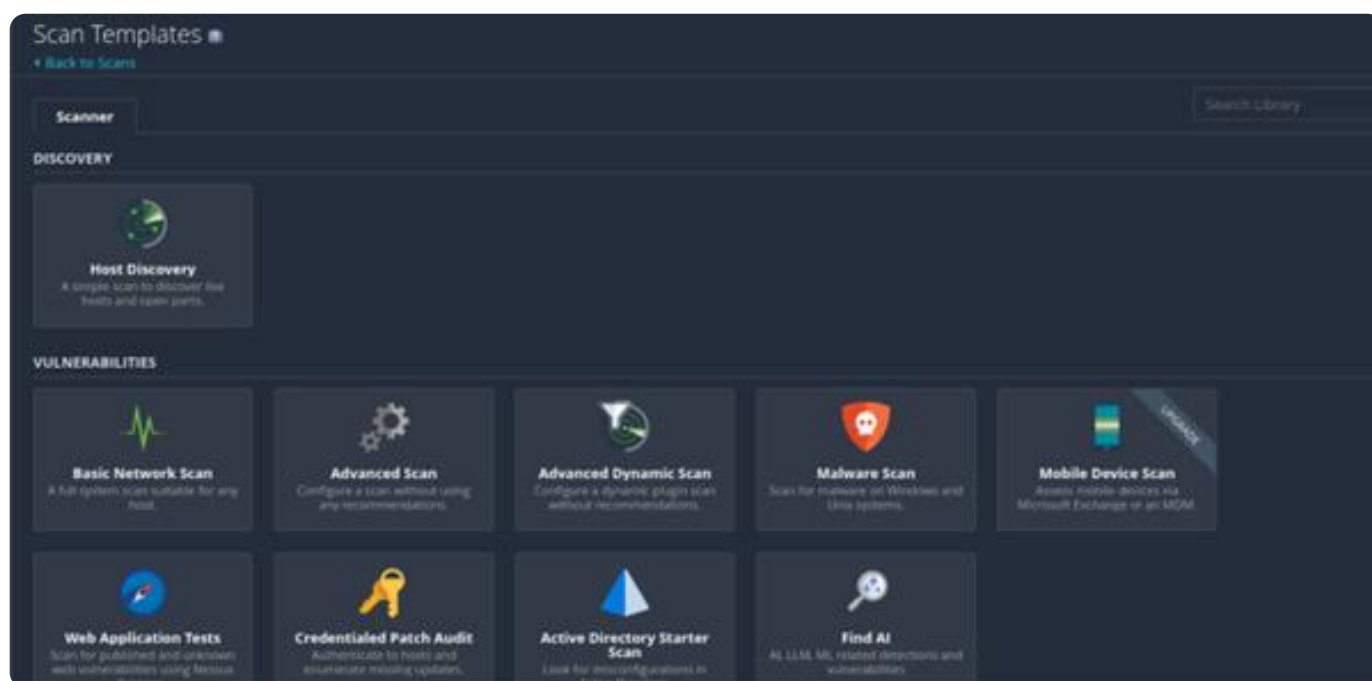 Scan Templates
Back to Scans
Scanner
Search Library
DISCOVERY
Host Discovery
A simple scan to discover live
hosts and open ports.
VULNERABILITIES
Basic Network Scan
A full system scan suitable for any
host.
Advanced Scan
Configure a scan without using
any recommendations.
Advanced Dynamic Scan
Configure a dynamic plugin scan
without recommendations.
Malware Scan
Scan for malware on Windows and
Unix systems.
UPGRADE
Mobile Device Scan
Assess mobile devices via
Microsoft Exchange or an MDM.
Web Application Tests
Scan for published and unknown
web vulnerabilities using Nessus
Credentialed Patch Audit
Authenticate to hosts and
enumerate missing updates.
Active Directory Starter
Scan
Look for misconfigurations in
Find AI
AI, LLM, ML related detections and
vulnerabilities